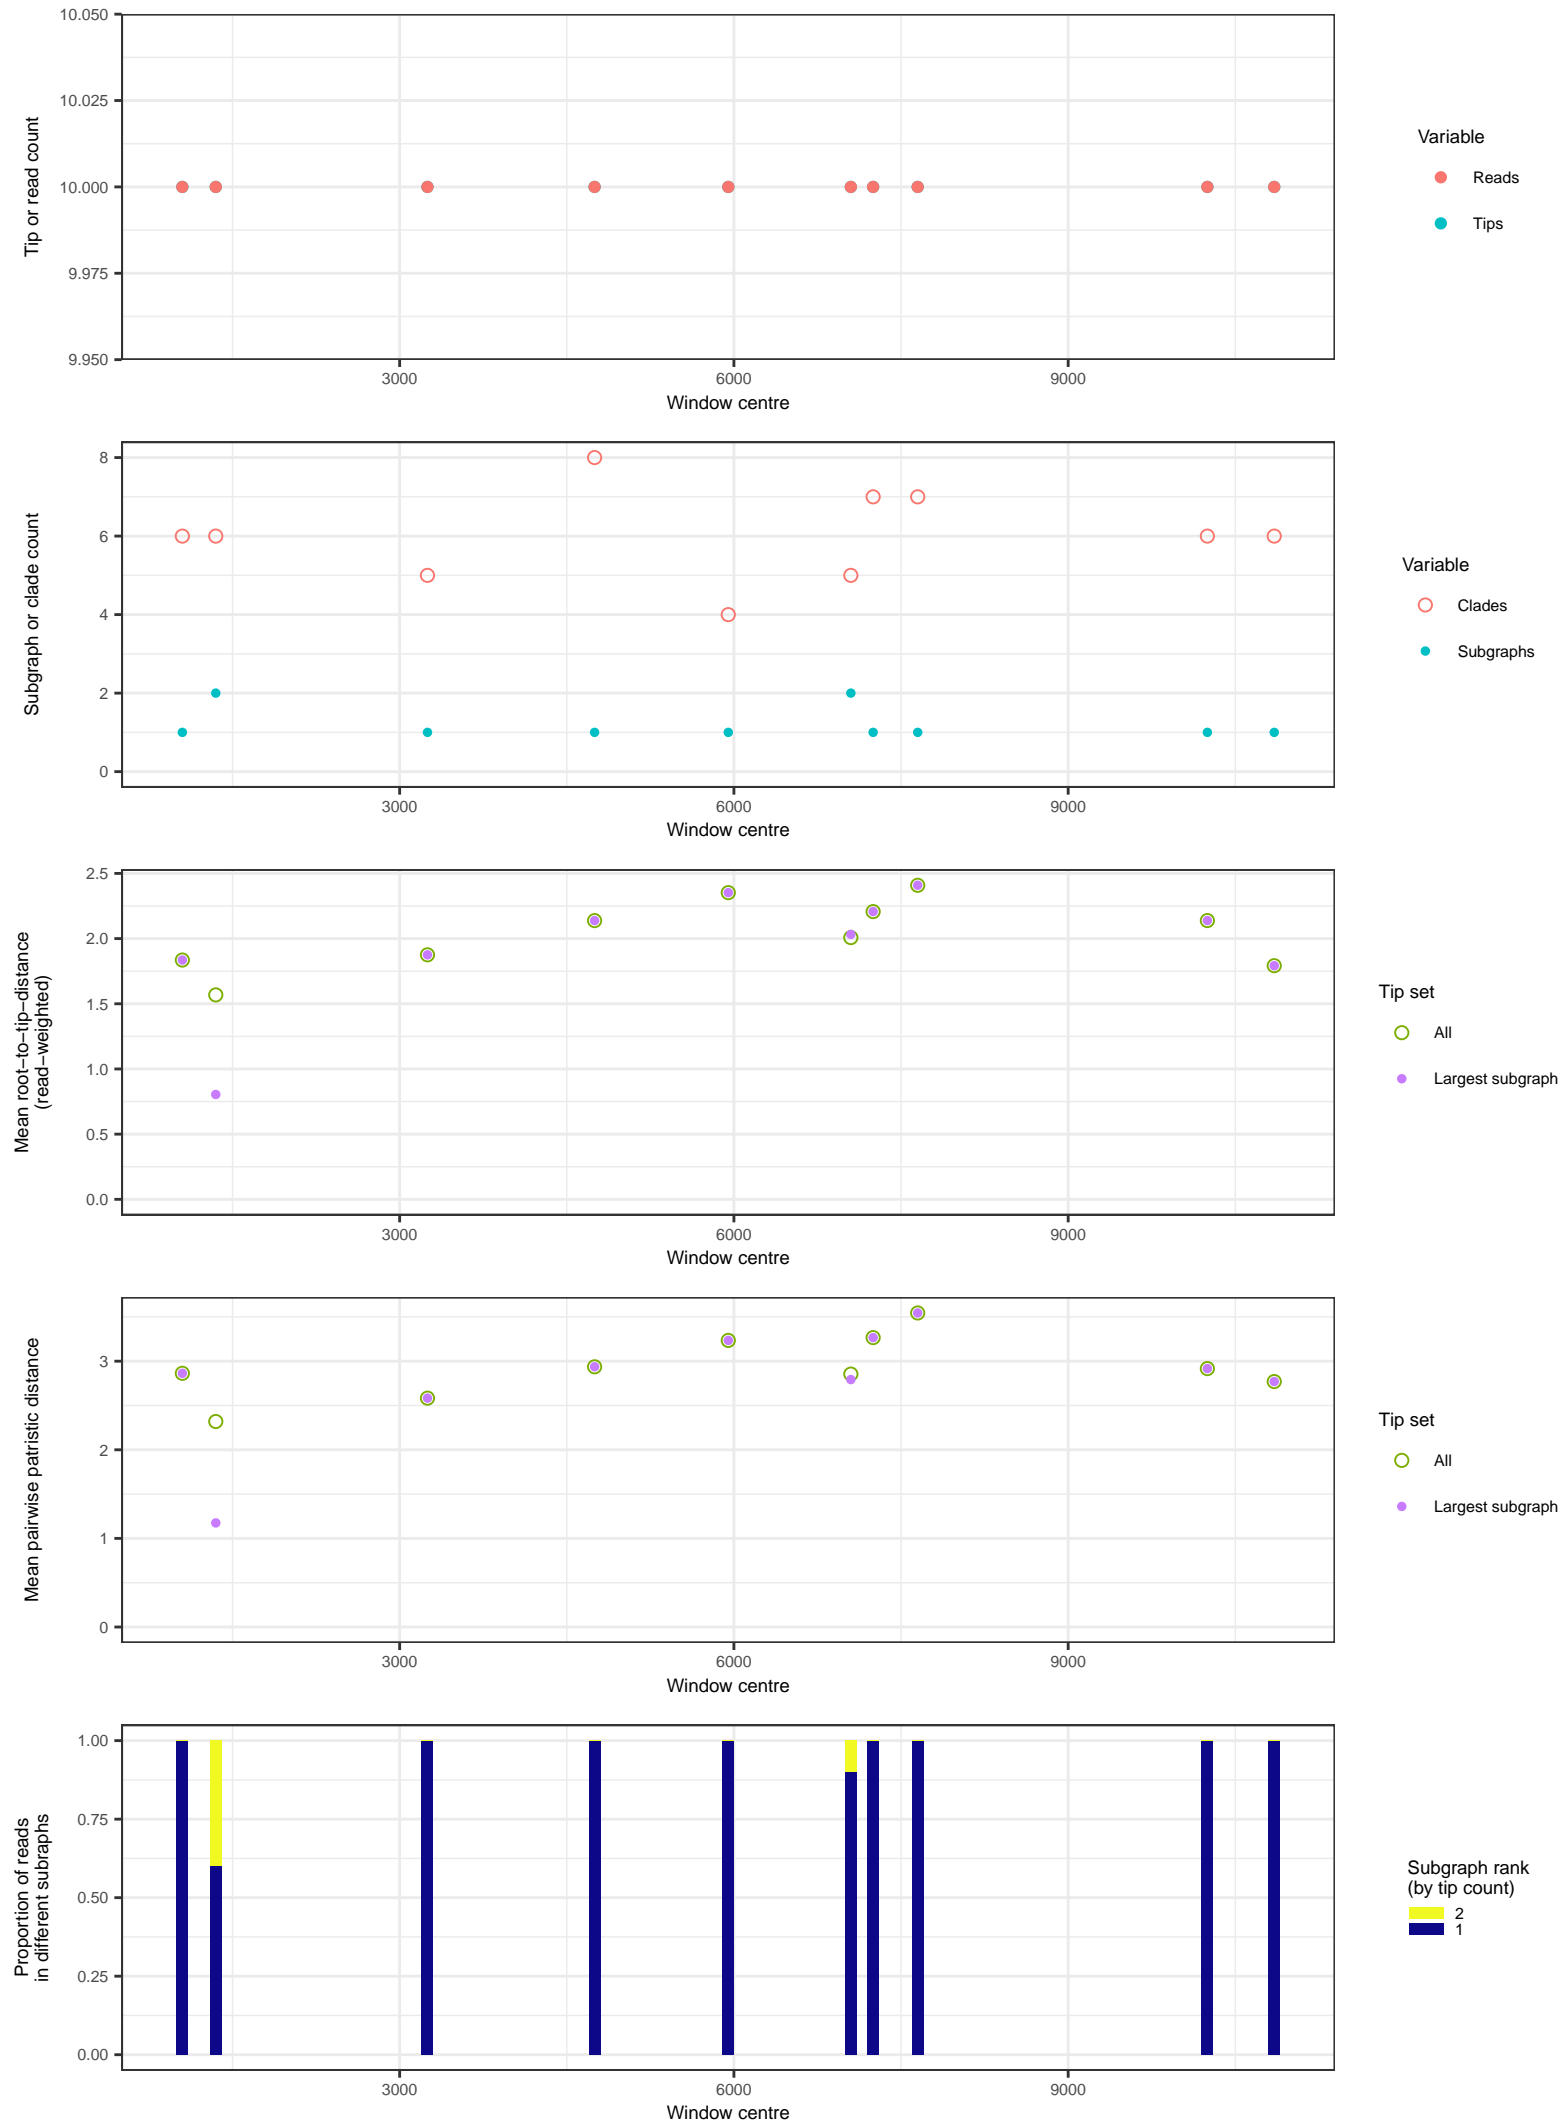 10.050
10.025
10.000
9.975
9.950
Tip or read count
3000
6000
9000
Window centre
Variable
Reads
Tips
8
6
4
2
0
Subgraph or clade count
3000
6000
9000
Window centre
Variable
Clades
Subgraphs
2.5
2.0
1.5
1.0
0.5
0.0
Mean root−to−tip−distance
(read−weighted)
3000
6000
9000
Window centre
Tip set
All
Largest subgraph
3
2
1
0
Mean pairwise patristic distance
3000
6000
9000
Window centre
Tip set
All
Largest subgraph
1.00
0.75
0.50
0.25
0.00
Proportion of reads
in different subraphs
3000
6000
9000
Window centre
Subgraph rank
(by tip count)
2
1